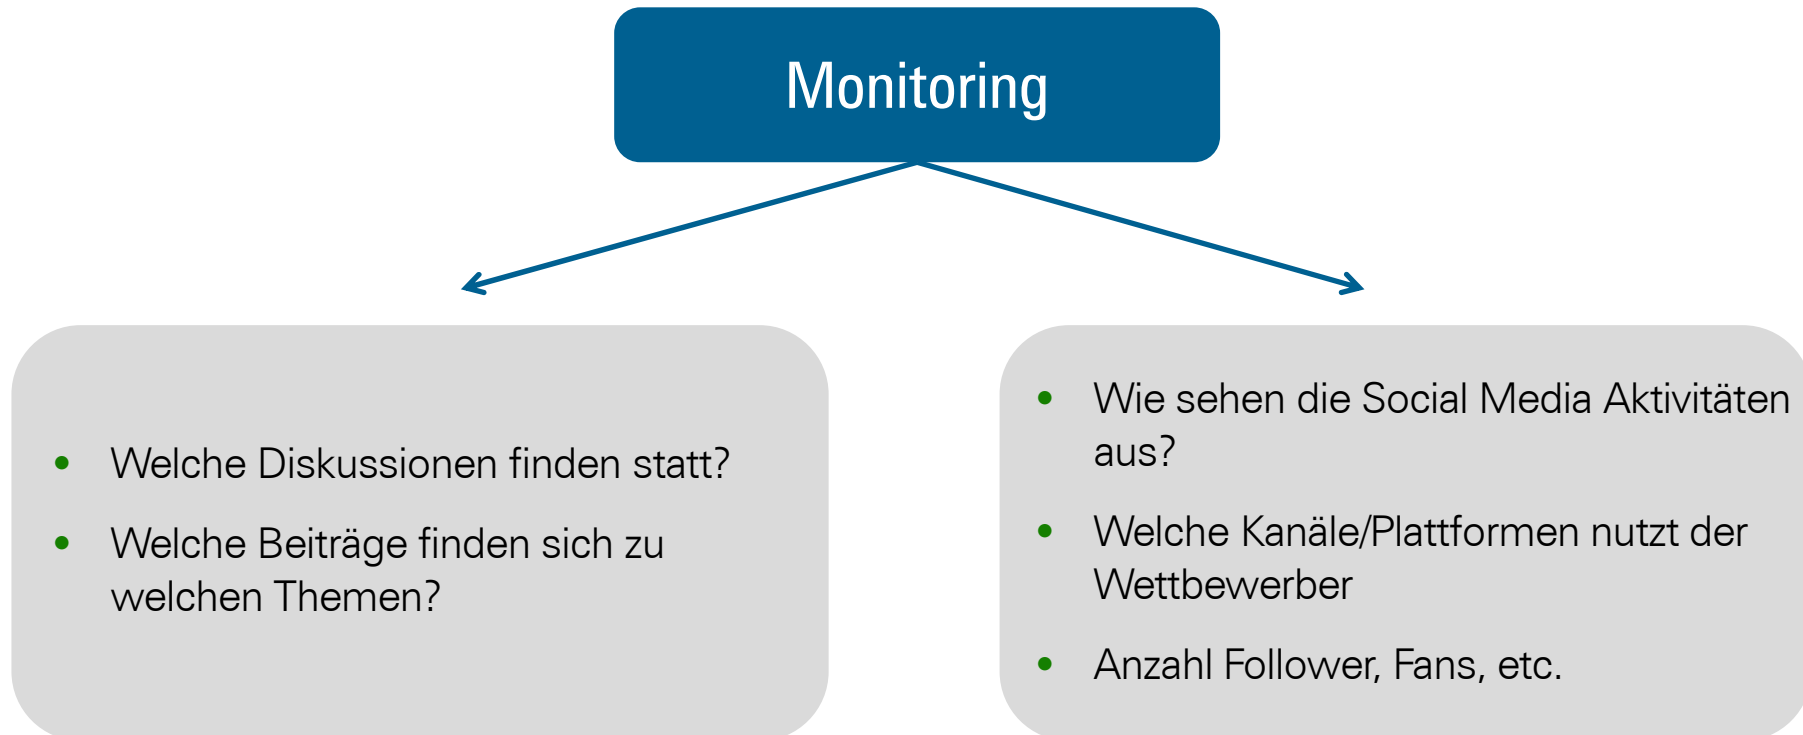 Monitoring
• Welche Diskussionen finden statt?
• Welche Beiträge finden sich zu
welchen Themen?
• Wie sehen die Social Media Aktivitäten
aus?
• Welche Kanäle/Plattformen nutzt der
Wettbewerber
• Anzahl Follower, Fans, etc.